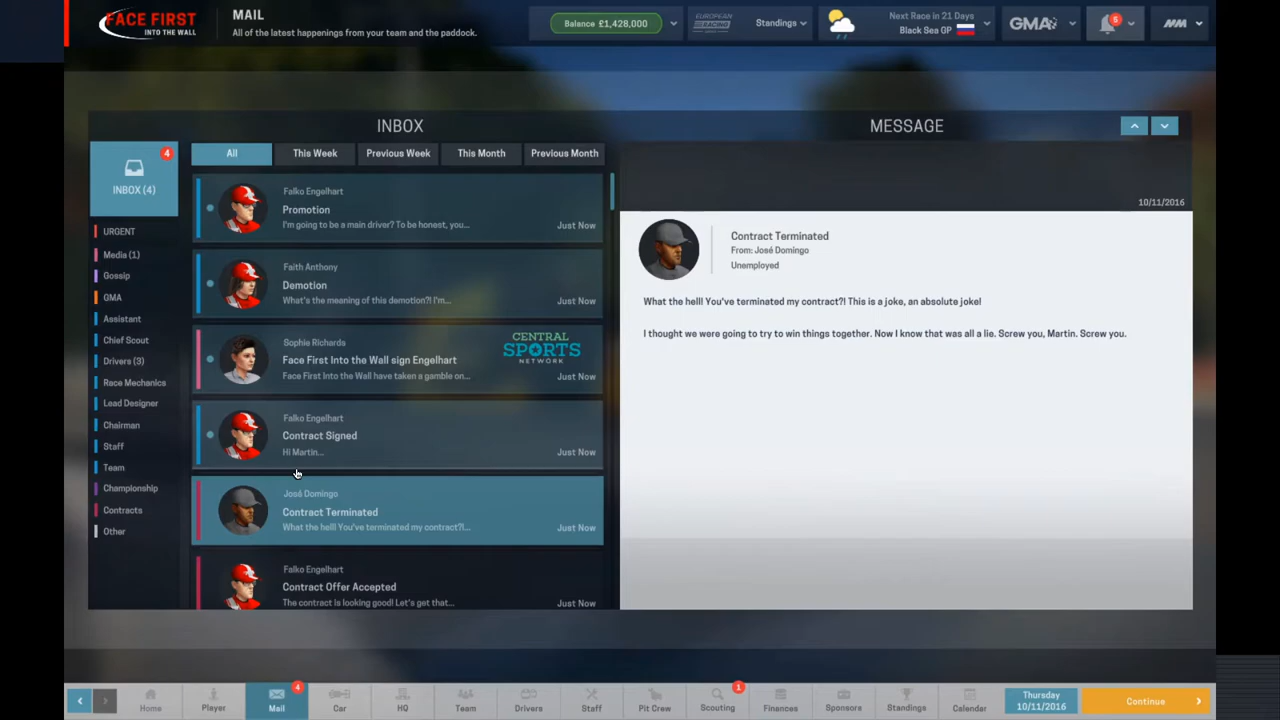 FACE FIRST
INTO THE WALL
MAIL
All of the latest happenings from your team and the paddock.
Balance £1,428,000
EUROPEAN
RACING
Standings
Next Race in 21 Days
Black Sea GP
GMA
5
INBOX
MESSAGE
4
INBOX (4)
All
This Week
Previous Week
This Month
Previous Month
URGENT
Media (1)
Gossip
GMA
Assistant
Chief Scout
Drivers (3)
Race Mechanics
Lead Designer
Chairman
Staff
Team
Championship
Contracts
Other
Falko Engelhart
Promotion
I'm going to be a main driver? To be honest, you...
Just Now
Faith Anthony
Demotion
What's the meaning of this demotion?! I'm...
Just Now
Sophie Richards
Face First Into the Wall sign Engelhart
Face First Into the Wall have taken a gamble on...
CENTRAL
SPORTS
NETWORK
Just Now
Falko Engelhart
Contract Signed
Hi Martin...
Just Now
José Domingo
Contract Terminated
What the hell! You've terminated my contract?!...
Just Now
Falko Engelhart
Contract Offer Accepted
The contract is looking good! Let's get that...
Just Now
10/11/2016
Contract Terminated
From: José Domingo
Unemployed
What the hell! You've terminated my contract?! This is a joke, an absolute joke!
I thought we were going to try to win things together. Now I know that was all a lie. Screw you, Martin. Screw you.
Home
Player
4
Mail
Car
HQ
Team
Drivers
Staff
Pit Crew
1
Scouting
Finances
Sponsors
Standings
Calendar
Thursday
10/11/2016
Continue